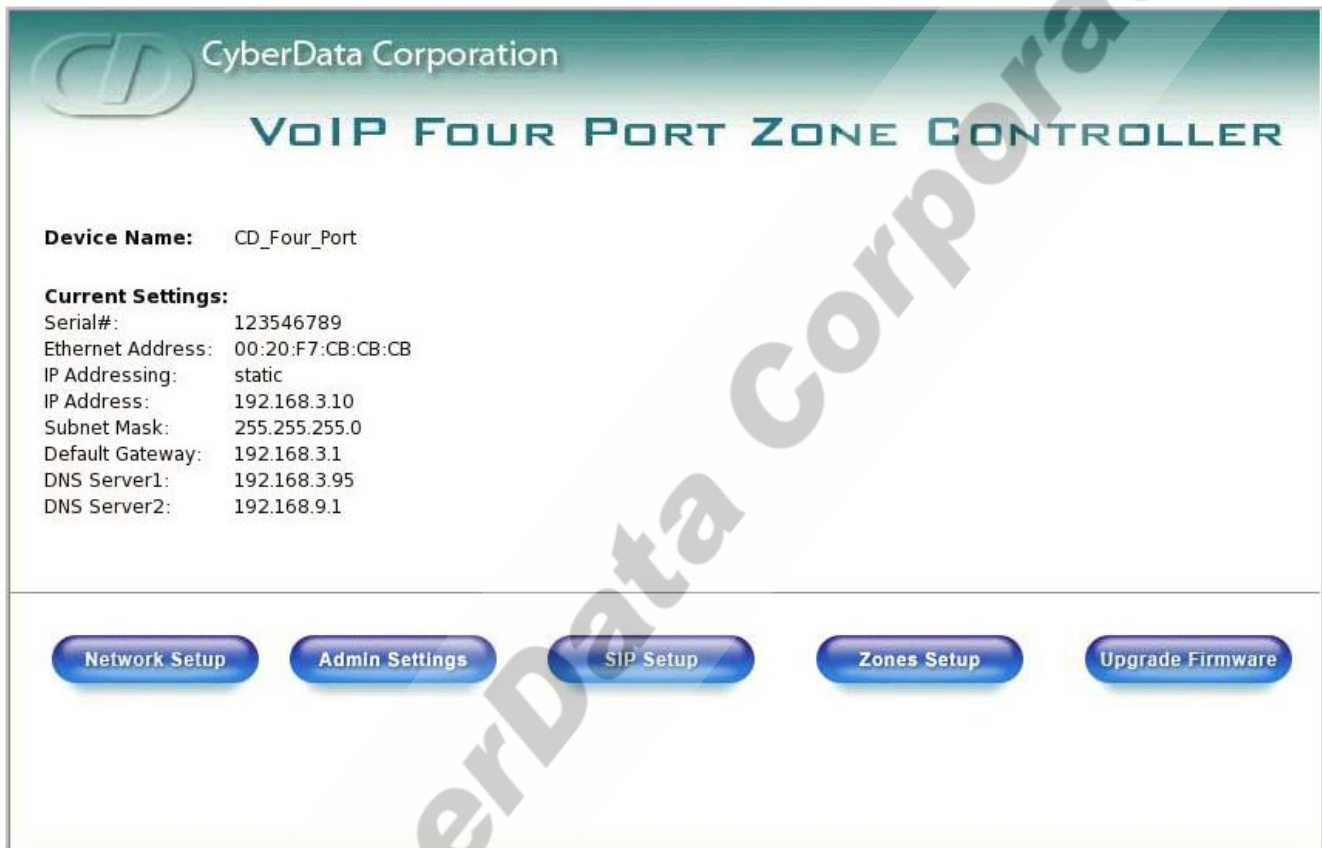 CD CyberData Corporation
VoIP Four Port Zone Controller
Device Name: CD_Four_Port
Current Settings:
Serial#: 123546789
Ethernet Address: 00:20:F7:CB:CB:CB
IP Addressing: static
IP Address: 192.168.3.10
Subnet Mask: 255.255.255.0
Default Gateway: 192.168.3.1
DNS Server1: 192.168.3.95
DNS Server2: 192.168.9.1
Network Setup Admin Settings SIP Setup Zones Setup Upgrade Firmware
erData Corpora